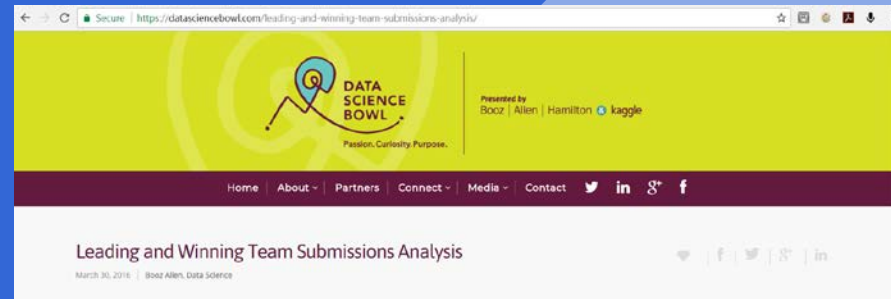 Secure | https://datasciencebowl.com/leading-and-winning-team-submissions-analysis/
DATA
SCIENCE
BOWL
Passion. Curiosity. Purpose.
Presented by
Booz | Allen | Hamilton kaggle
Home | About | Partners | Connect | Media | Contact
Leading and Winning Team Submissions Analysis
March 30, 2016 | Booz Allen, Data Science